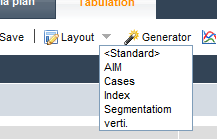 a plan Tabulation
Save Layout Generator
<Standard>
AIM
Cases
Index
Segmentatiom
verti.